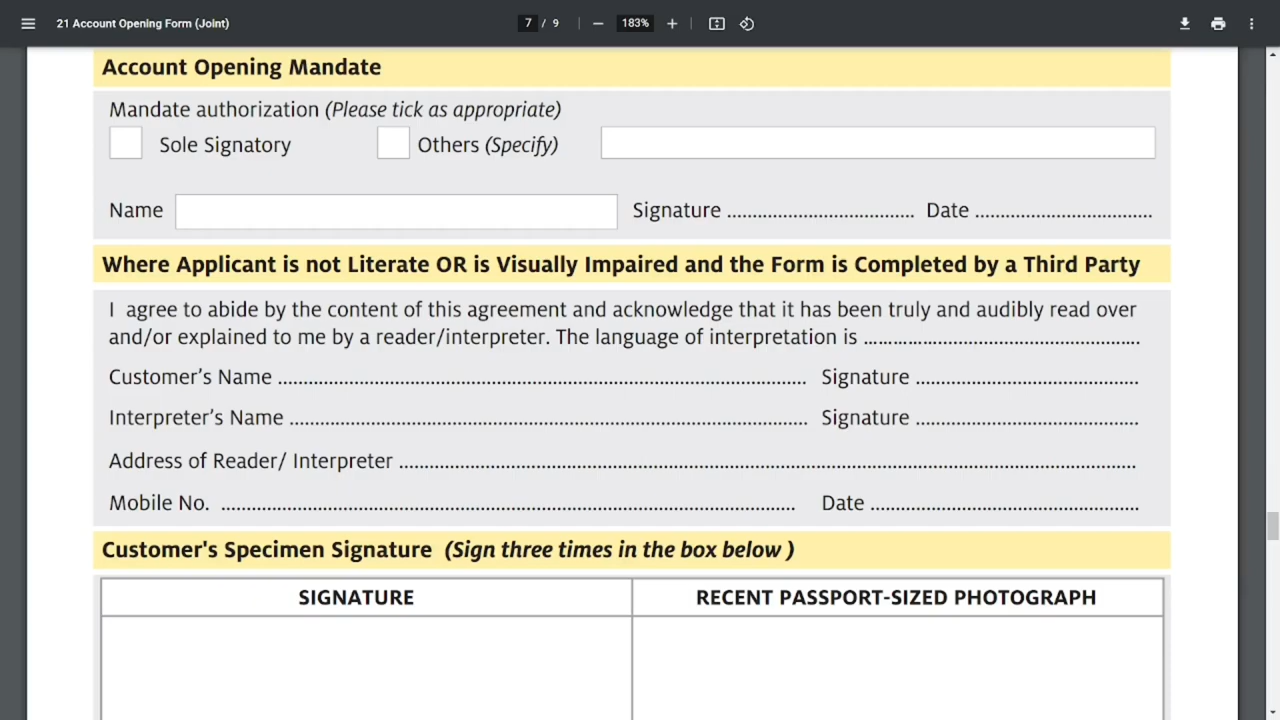 21 Account Opening Form (Joint) 7 / 9 183%
Account Opening Mandate
Mandate authorization (Please tick as appropriate)
Sole Signatory Others (Specify)
Name Signature .................................... Date ..................................
Where Applicant is not Literate OR is Visually Impaired and the Form is Completed by a Third Party
I agree to abide by the content of this agreement and acknowledge that it has been truly and audibly read over
and/or explained to me by a reader/interpreter. The language of interpretation is .....................................................
Customer's Name ...................................................................................................... Signature ...........................................
Interpreter's Name .................................................................................................... Signature ...........................................
Address of Reader/ Interpreter ..............................................................................................................................................
Mobile No. ............................................................................................................... Date ....................................................
Customer's Specimen Signature (Sign three times in the box below )
SIGNATURE RECENT PASSPORT-SIZED PHOTOGRAPH